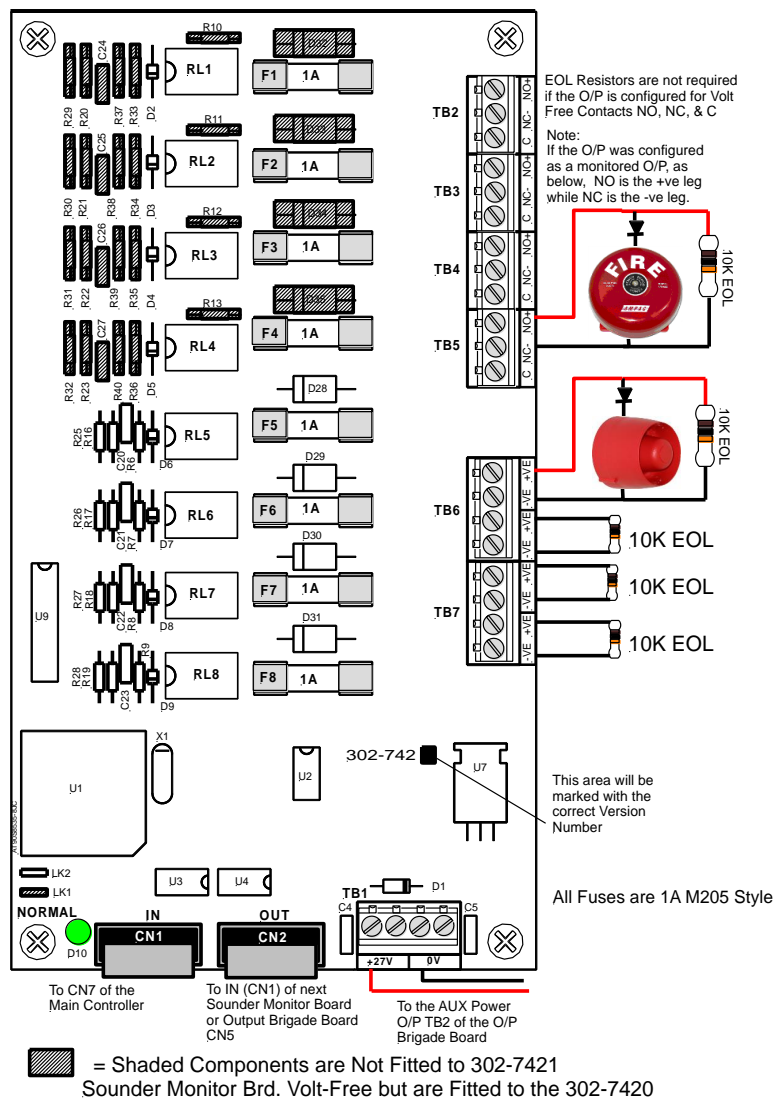 R10
C24
RL1
F1 1A
D32
R29 R20 R37 R33 D2
TB2
NO+
NC-
C
EOL Resistors are not required
if the O/P is configured for Volt
Free Contacts NO, NC, & C
Note:
If the O/P was configured
as a monitored O/P, as
below, NO is the +ve leg
while NC is the -ve leg.
R11
C25
RL2
F2 1A
D33
R30 R21 R38 R34 D3
TB3
NO+
NC-
C
R12
C26
RL3
F3 1A
D34
R31 R22 R39 R35 D4
TB4
NO+
NC-
C
FIRE
AMPAC
10K EOL
R13
C27
RL4
F4 1A
D35
R32 R23 R40 R36 D5
TB5
NO+
NC-
C
R25 R16 C20 R6 D6
RL5
D28
F5 1A
10K EOL
R26 R17 C21 R7 D7
RL6
D29
F6 1A
TB6
+VE
-VE
+VE
-VE
10K EOL
U9
R27 R18 C22 R8 D8
RL7
D30
F7 1A
TB7
+VE
-VE
+VE
-VE
10K EOL
10K EOL
R28 R19 C23 R9 D9
RL8
D31
F8 1A
U1
AT90S8535-8JC
X1
U2
302-742
U7
This area will be
marked with the
correct Version
Number
LK2
LK1
U3
U4
TB1
D1
C4
C5
All Fuses are 1A M205 Style
NORMAL
D10
IN
CN1
OUT
CN2
+27V
0V
To CN7 of the
Main Controller
To IN (CN1) of next
Sounder Monitor Board
or Output Brigade Board
CN5
To the AUX Power
O/P TB2 of the O/P
Brigade Board
= Shaded Components are Not Fitted to 302-7421
Sounder Monitor Brd. Volt-Free but are Fitted to the 302-7420